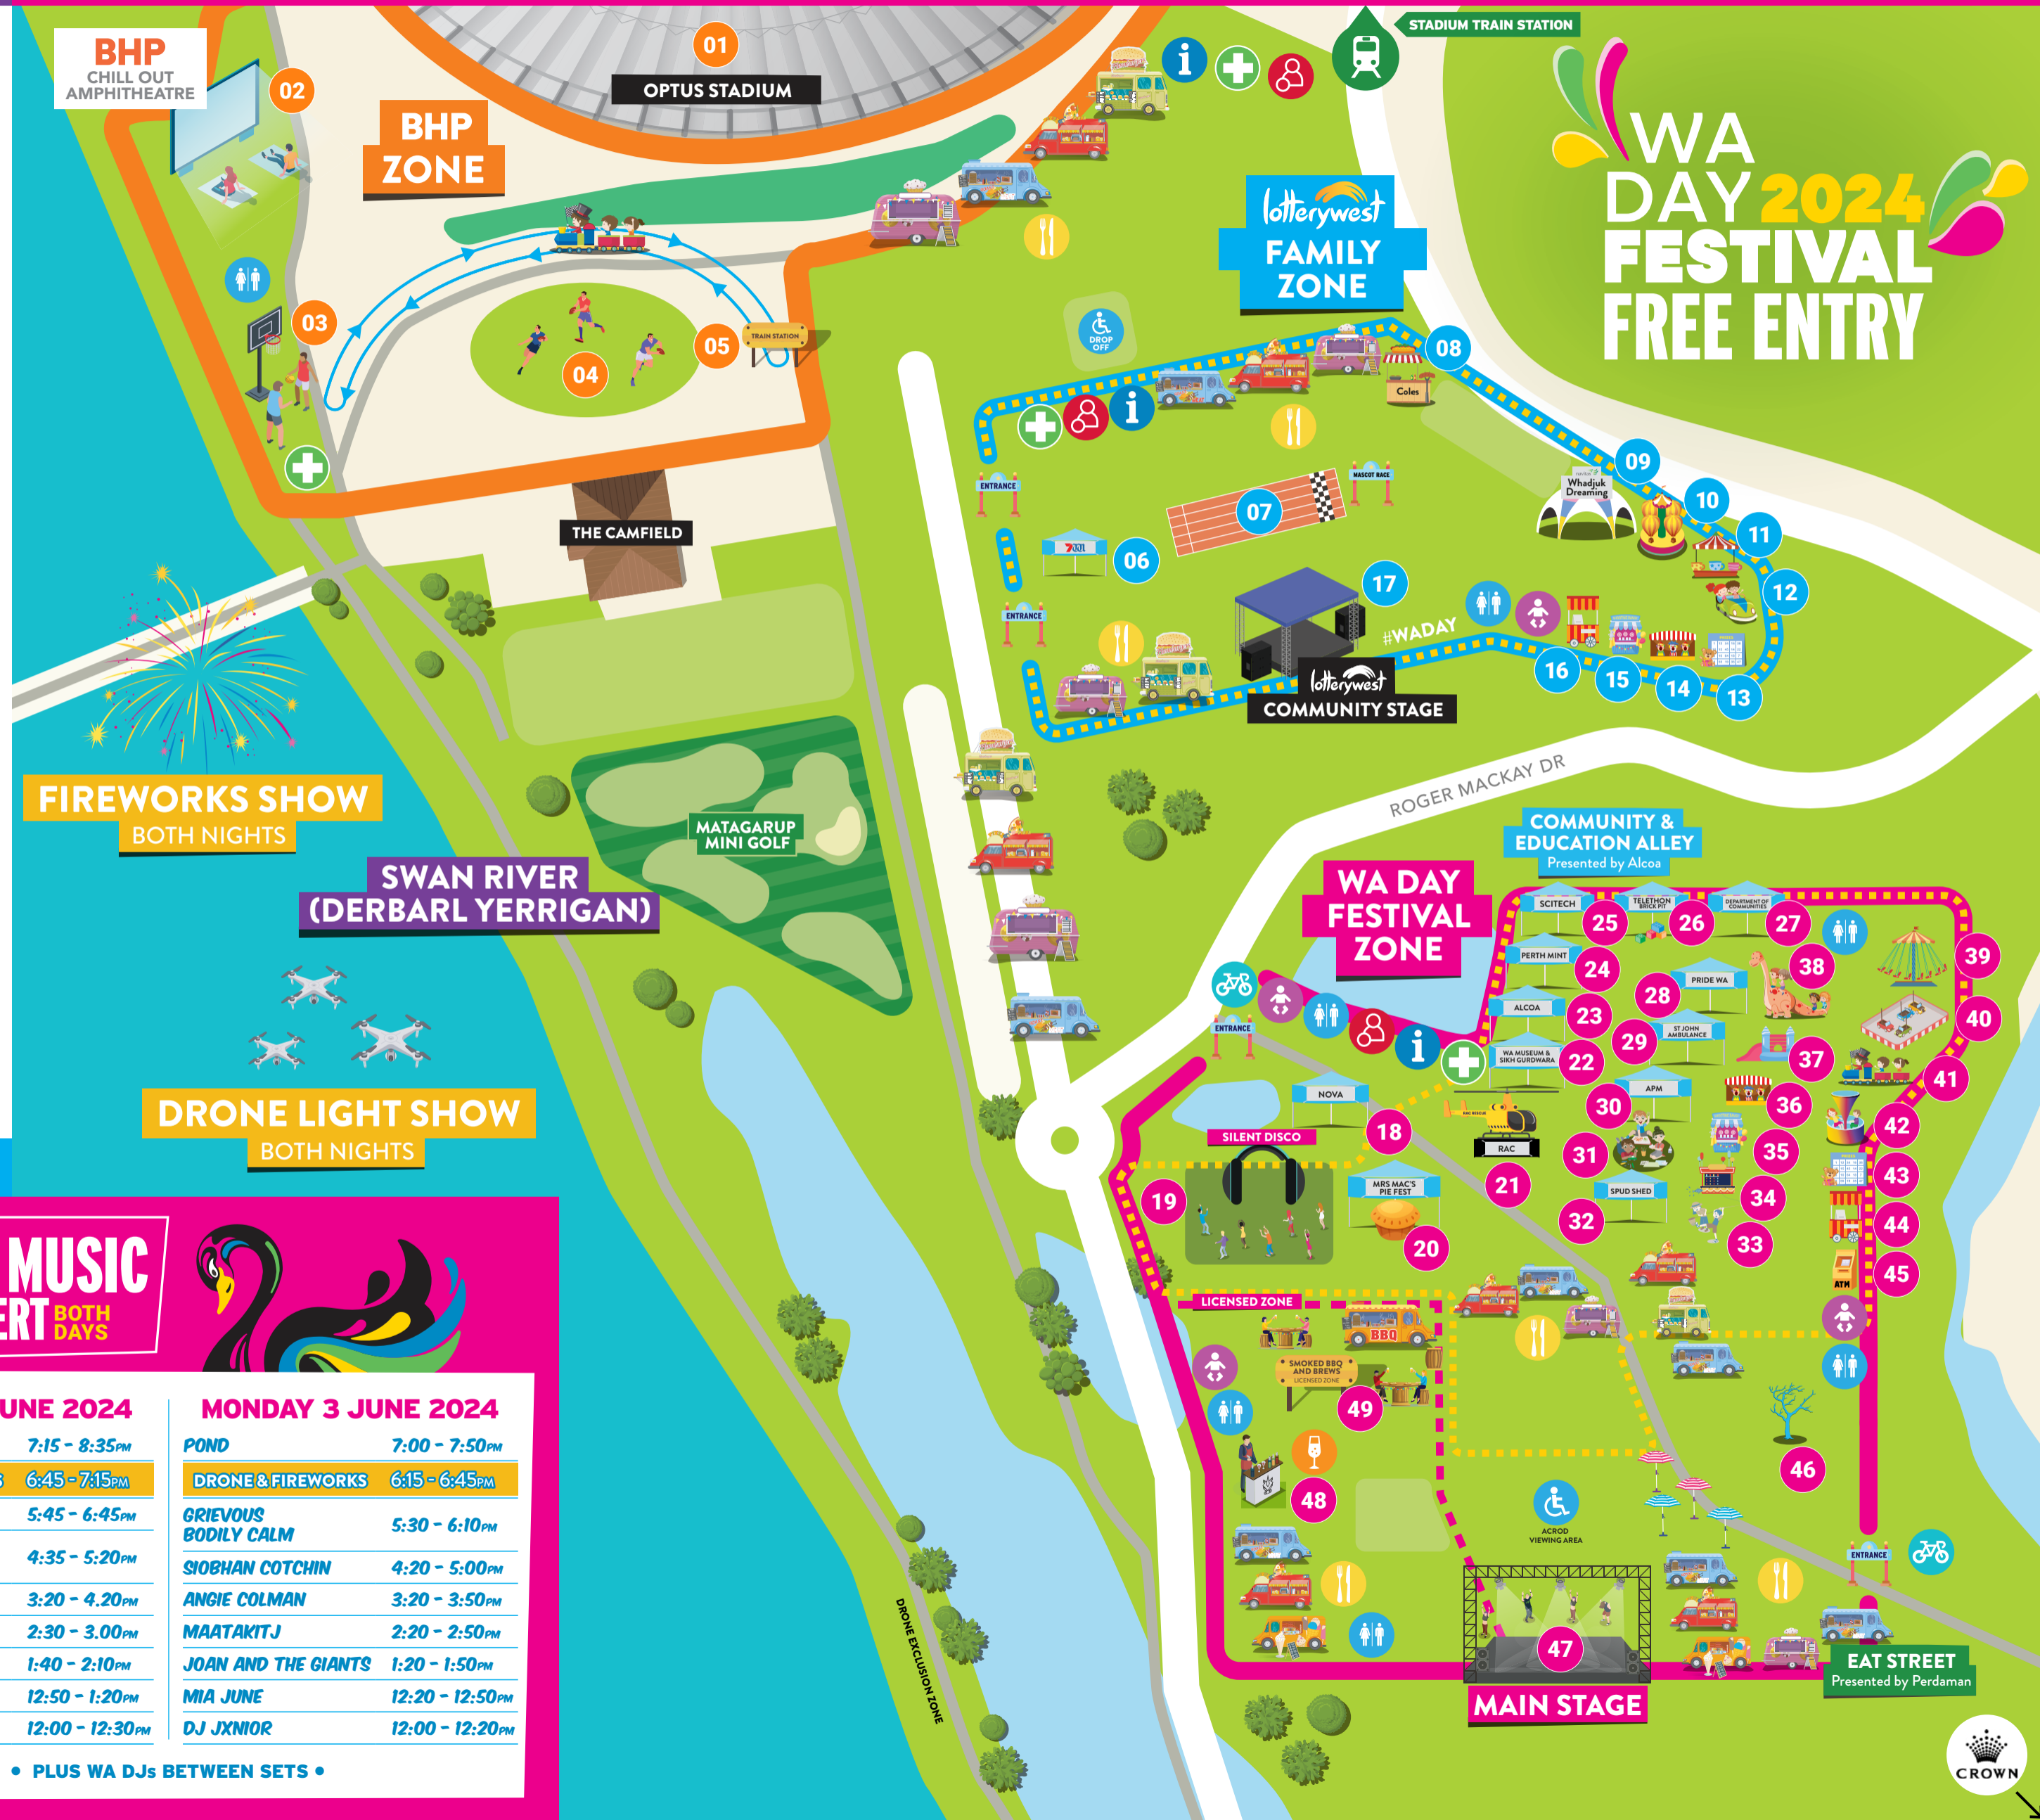 BHP
CHILL OUT
AMPHITHEATRE
02
01
OPTUS STADIUM
BHP
ZONE
STADIUM TRAIN STATION
WA
DAY 2024
FESTIVAL
FREE ENTRY
lotterywest
FAMILY
ZONE
03
04
05
TRAIN STATION
DROP
OFF
08
Coles
ENTRANCE
MASCOT RACE
07
09
Whadjuk
Dreaming
10
11
12
THE CAMFIELD
7
06
17
ENTRANCE
#WADAY
16
15
14
13
lotterywest
COMMUNITY STAGE
ROGER MACKAY DR
FIREWORKS SHOW
BOTH NIGHTS
MATAGARUP
MINI GOLF
SWAN RIVER
(DERBARL YERRIGAN)
DRONE LIGHT SHOW
BOTH NIGHTS
COMMUNITY &
EDUCATION ALLEY
Presented by Alcoa
WA DAY
FESTIVAL
ZONE
SCITECH
25
TELETHON
BRICK PIT
26
DEPARTMENT OF
COMMUNITIES
27
PERTH MINT
24
PRIDE WA
28
38
39
ALCOA
23
ST JOHN
AMBULANCE
29
40
ENTRANCE
WA MUSEUM &
SIKH GURDWARA
22
37
41
NOVA
18
RAC RESCUE
RAC
21
APM
30
36
42
SILENT DISCO
19
MRS MAC'S
PIE FEST
20
31
35
43
SPUD SHED
32
34
33
44
ATM
45
LICENSED ZONE
BBQ
SMOKED BBQ
AND BREWS
LICENSED ZONE
49
48
46
ACROD
VIEWING AREA
ENTRANCE
47
MAIN STAGE
EAT STREET
Presented by Perdaman
CROWN
DRONE EXCLUSION ZONE
MUSIC
ERT BOTH
DAYS
UNE 2024
7:15 - 8:35PM
S 6:45 - 7:15PM
5:45 - 6:45PM
4:35 - 5:20PM
3:20 - 4.20PM
2:30 - 3.00PM
1:40 - 2:10PM
12:50 - 1:20PM
12:00 - 12:30PM
MONDAY 3 JUNE 2024
POND 7:00 - 7:50PM
DRONE & FIREWORKS 6:15 - 6:45PM
GRIEVOUS
BODILY CALM 5:30 - 6:10PM
SIOBHAN COTCHIN 4:20 - 5:00PM
ANGIE COLMAN 3:20 - 3:50PM
MAATAKITJ 2:20 - 2:50PM
JOAN AND THE GIANTS 1:20 - 1:50PM
MIA JUNE 12:20 - 12:50PM
DJ JXNIOR 12:00 - 12:20PM
• PLUS WA DJs BETWEEN SETS •